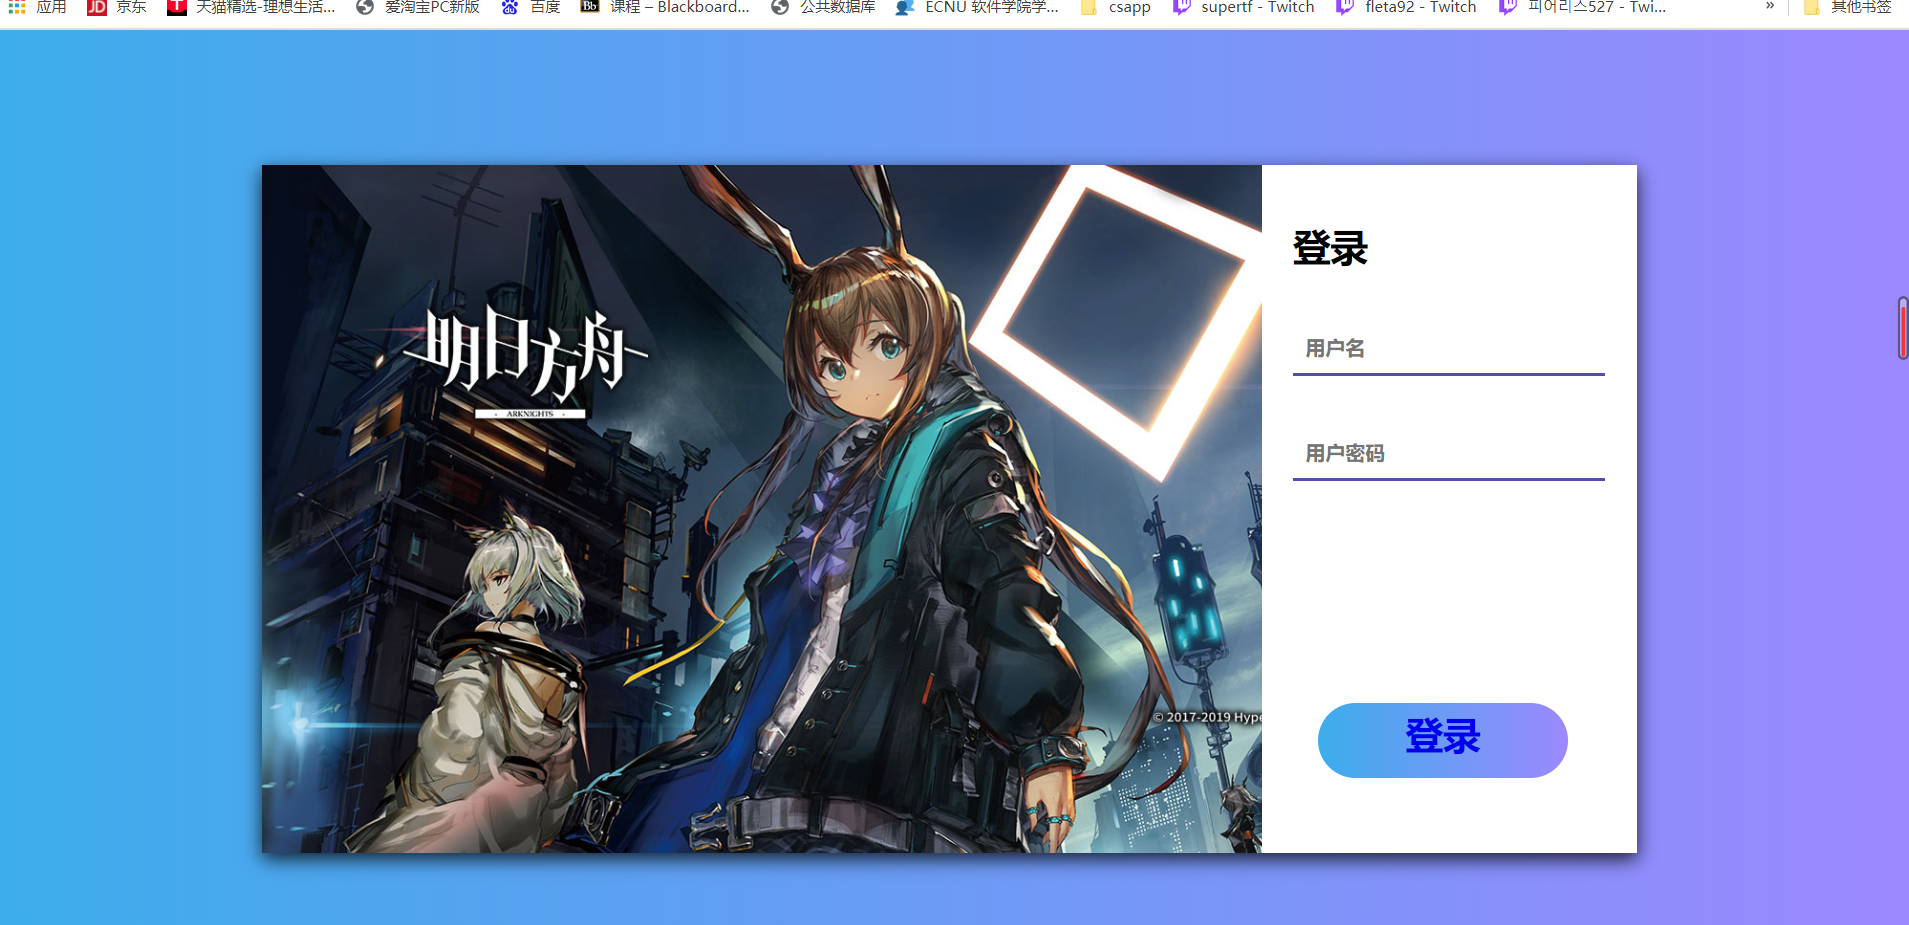 应用 京东 天猫精选-理想生活... 爱淘宝PC新版 百度 课程 – Blackboard... 公共数据库 ECNU 软件学院学... csapp supertf - Twitch fleta92 - Twitch 피어리스527 - Twi... » 其他书签
登录
明日方舟
ARKNIGHTS
用户名
用户密码
© 2017-2019 Hype
登录